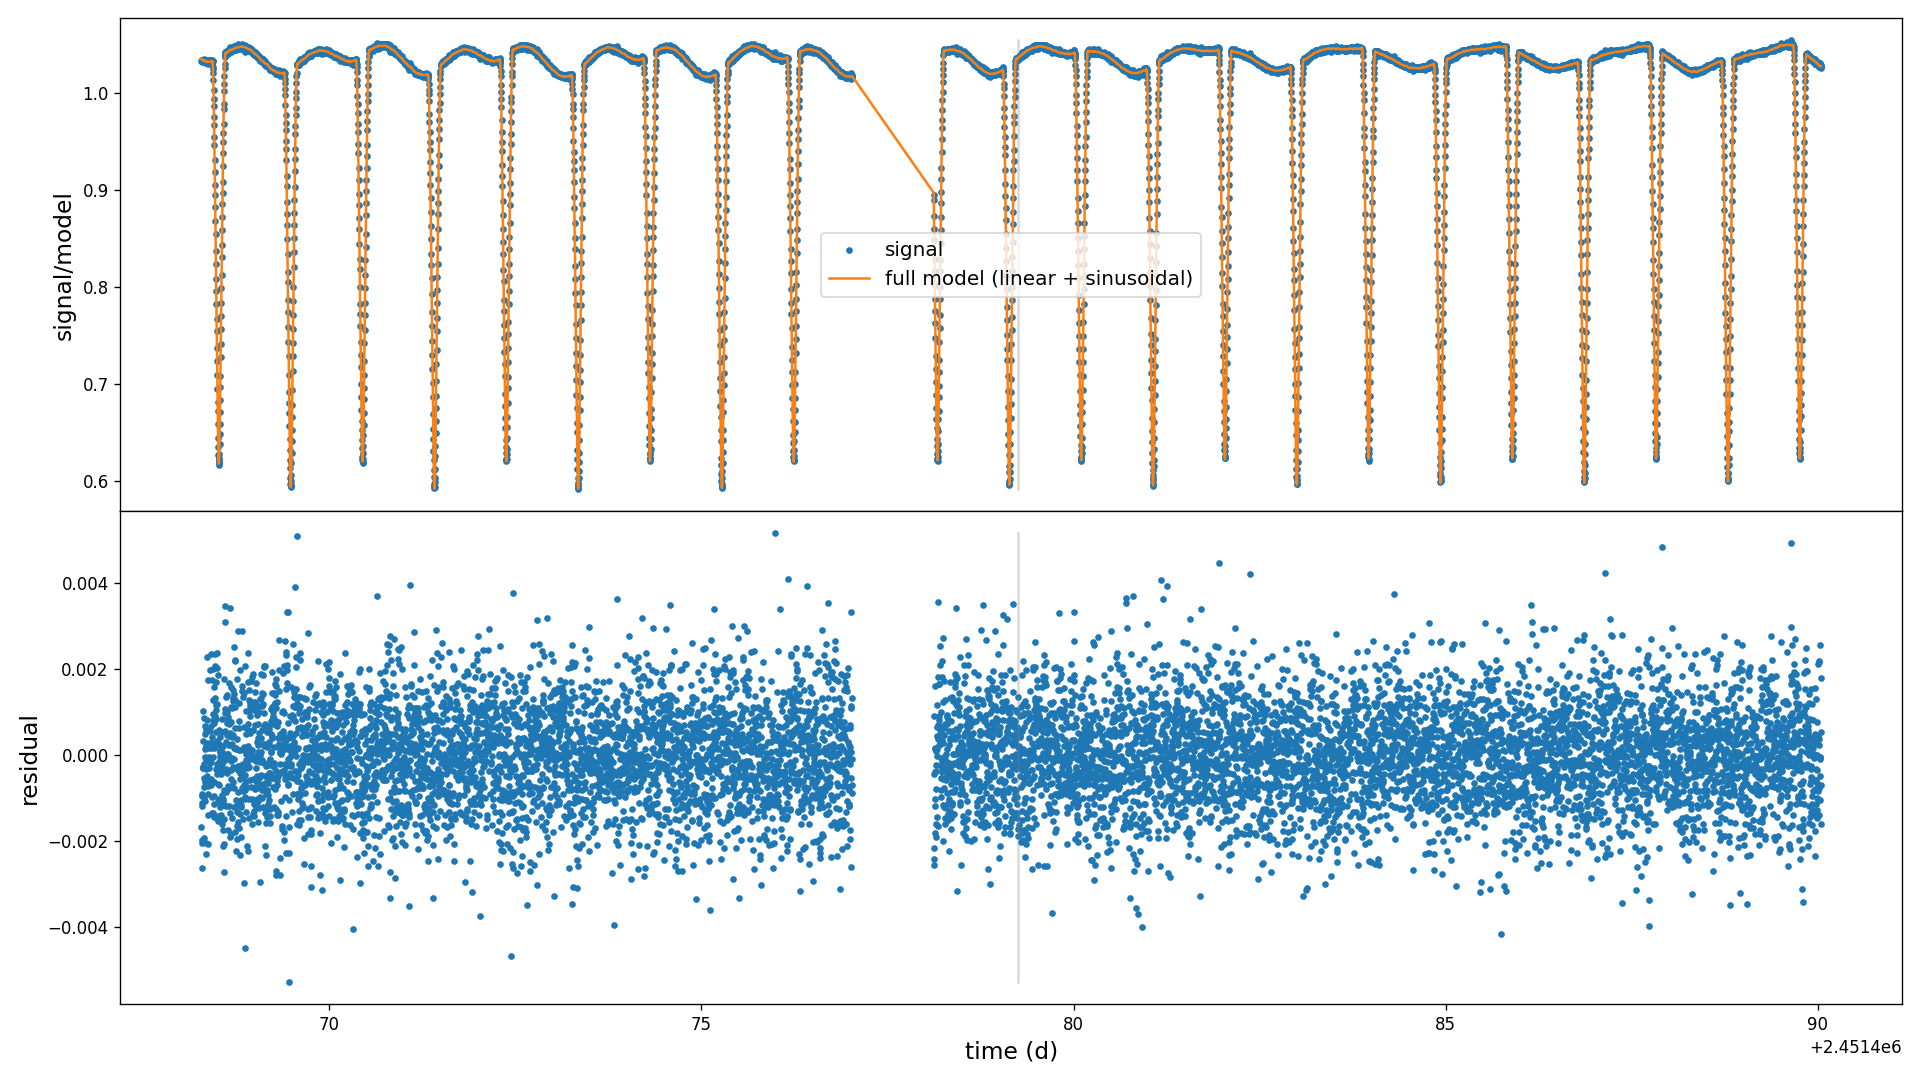 signal/model
1.0
0.9
0.8
0.7
0.6
signal
full model (linear + sinusoidal)
residual
0.004
0.002
0.000
−0.002
−0.004
70
75
80
85
90
time (d)
+2.4514e6